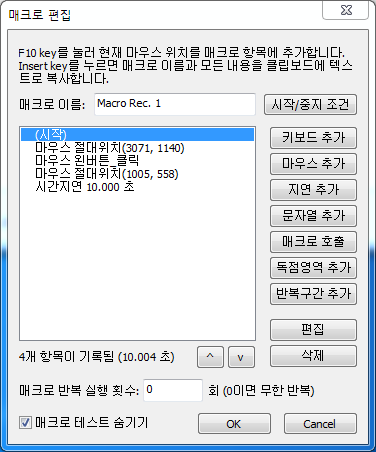 매크로 편집
F10 key를 눌러 현재 마우스 위치를 매크로 항목에 추가합니다.
Insert key를 누르면 매크로 이름과 모든 내용을 클립보드에 텍스
트로 복사합니다.
매크로 이름: Macro Rec. 1 시작/중지 조건
(시작)
마우스 절대위치(3071, 1140)
마우스 왼버튼_클릭
마우스 절대위치(1005, 558)
시간지연 10.000 초
키보드 추가
마우스 추가
지연 추가
문자열 추가
매크로 호출
독점영역 추가
반복구간 추가
편집
삭제
4개 항목이 기록됨 (10.004 초) ^ v
매크로 반복 실행 횟수: 0 회 (0이면 무한 반복)
매크로 테스트 숨기기 OK Cancel